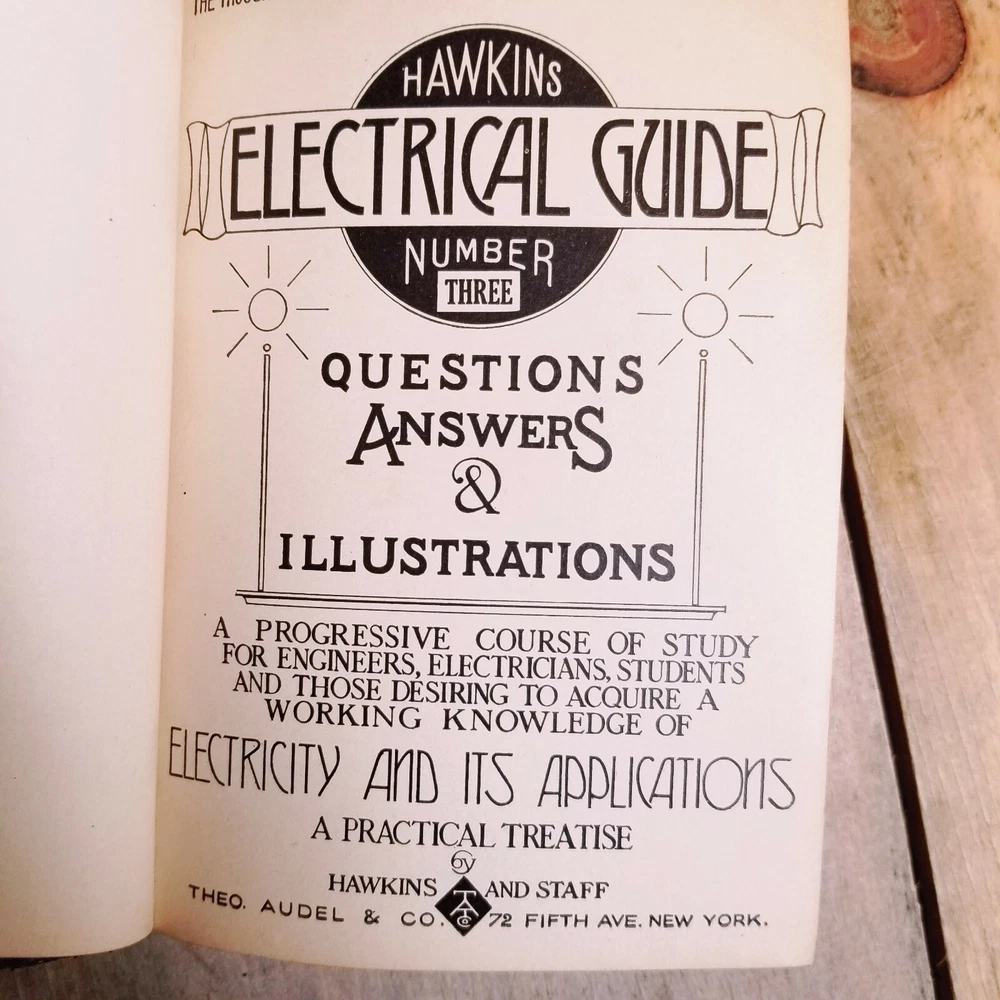 THE
HAWKINS
ELECTRICAL GUIDE
NUMBER
THREE
QUESTIONS
ANSWERS
&
ILLUSTRATIONS
A PROGRESSIVE COURSE OF STUDY
FOR ENGINEERS, ELECTRICIANS, STUDENTS
AND THOSE DESIRING TO ACQUIRE A
WORKING KNOWLEDGE OF
ELECTRICITY AND ITS APPLICATIONS
A PRACTICAL TREATISE
by
HAWKINS AND STAFF
THEO. AUDEL & CO. 72 FIFTH AVE. NEW YORK.